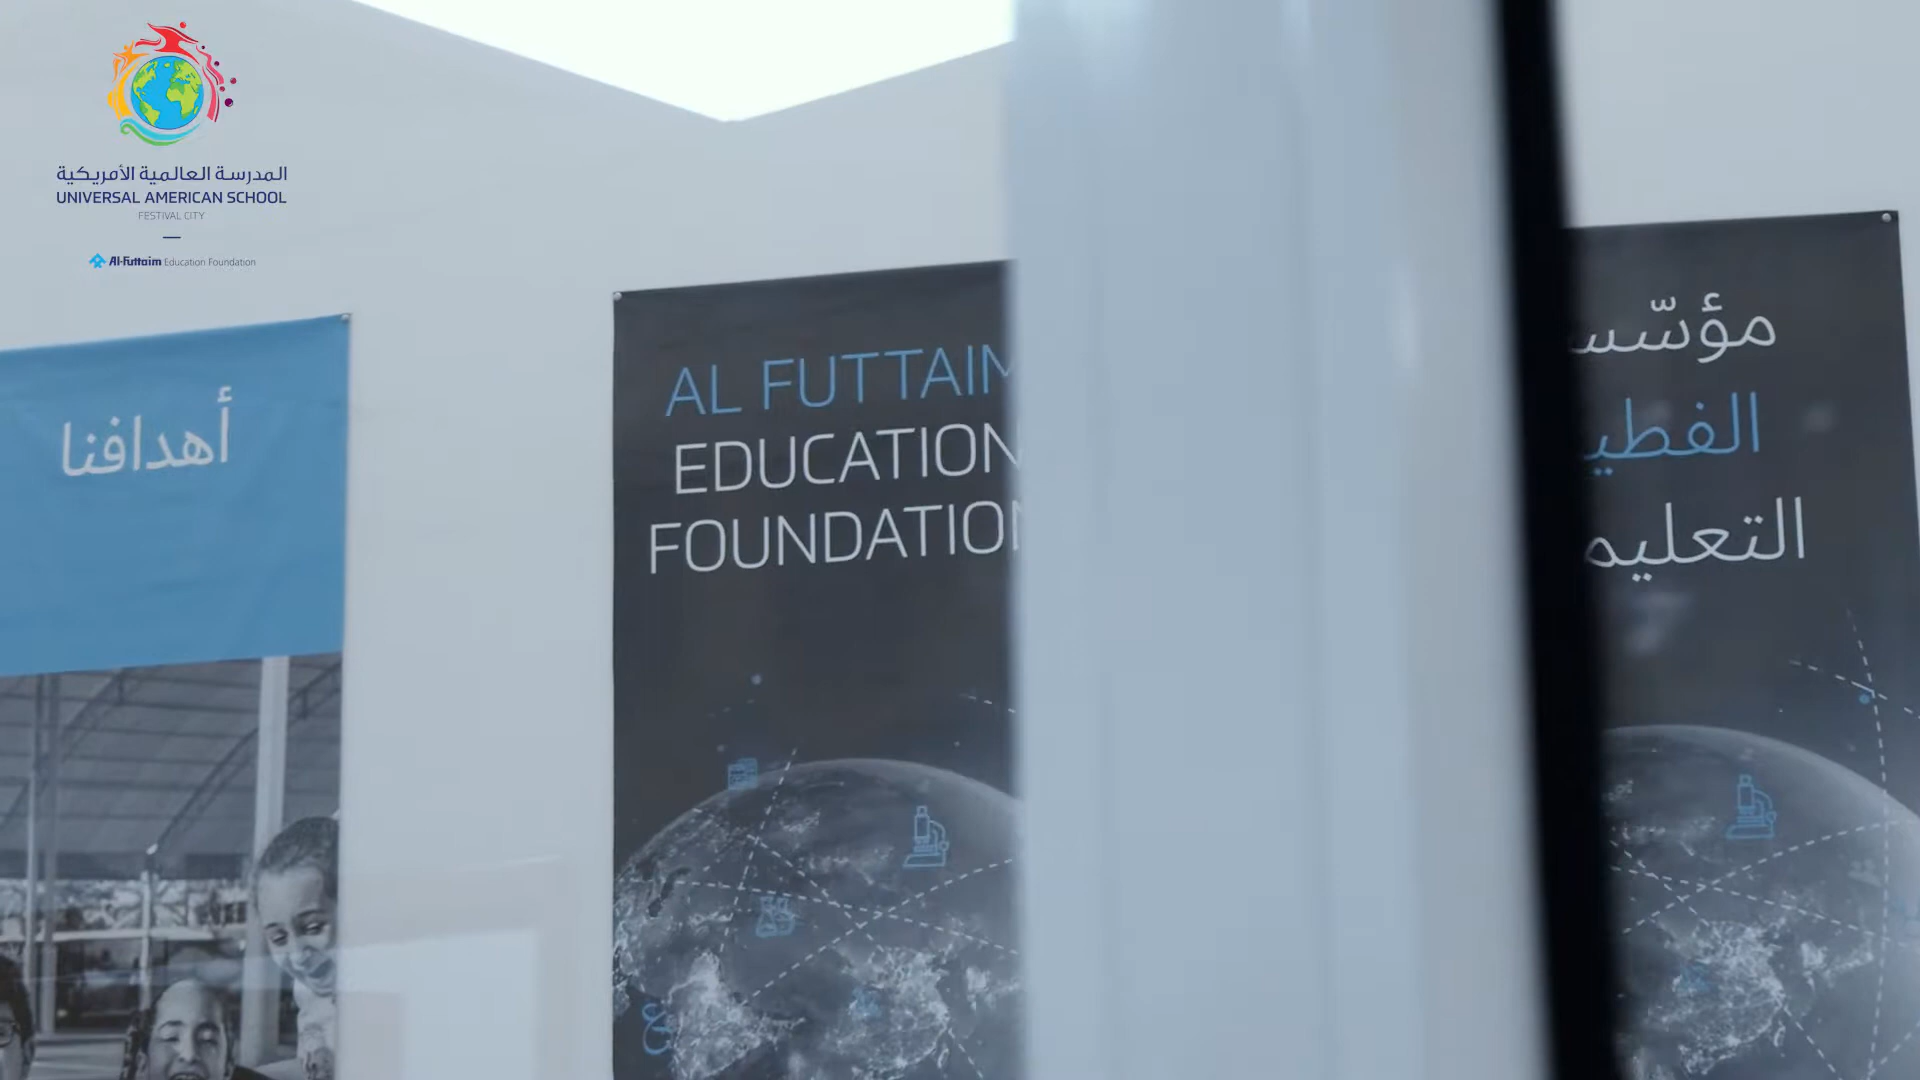 المدرسة العالمية الأمريكية
UNIVERSAL AMERICAN SCHOOL
FESTIVAL CITY
Al-Futtaim Education Foundation
أهدافنا
AL FUTTAIM
EDUCATION
FOUNDATION
مؤسّس
الفطي
التعليم
ع